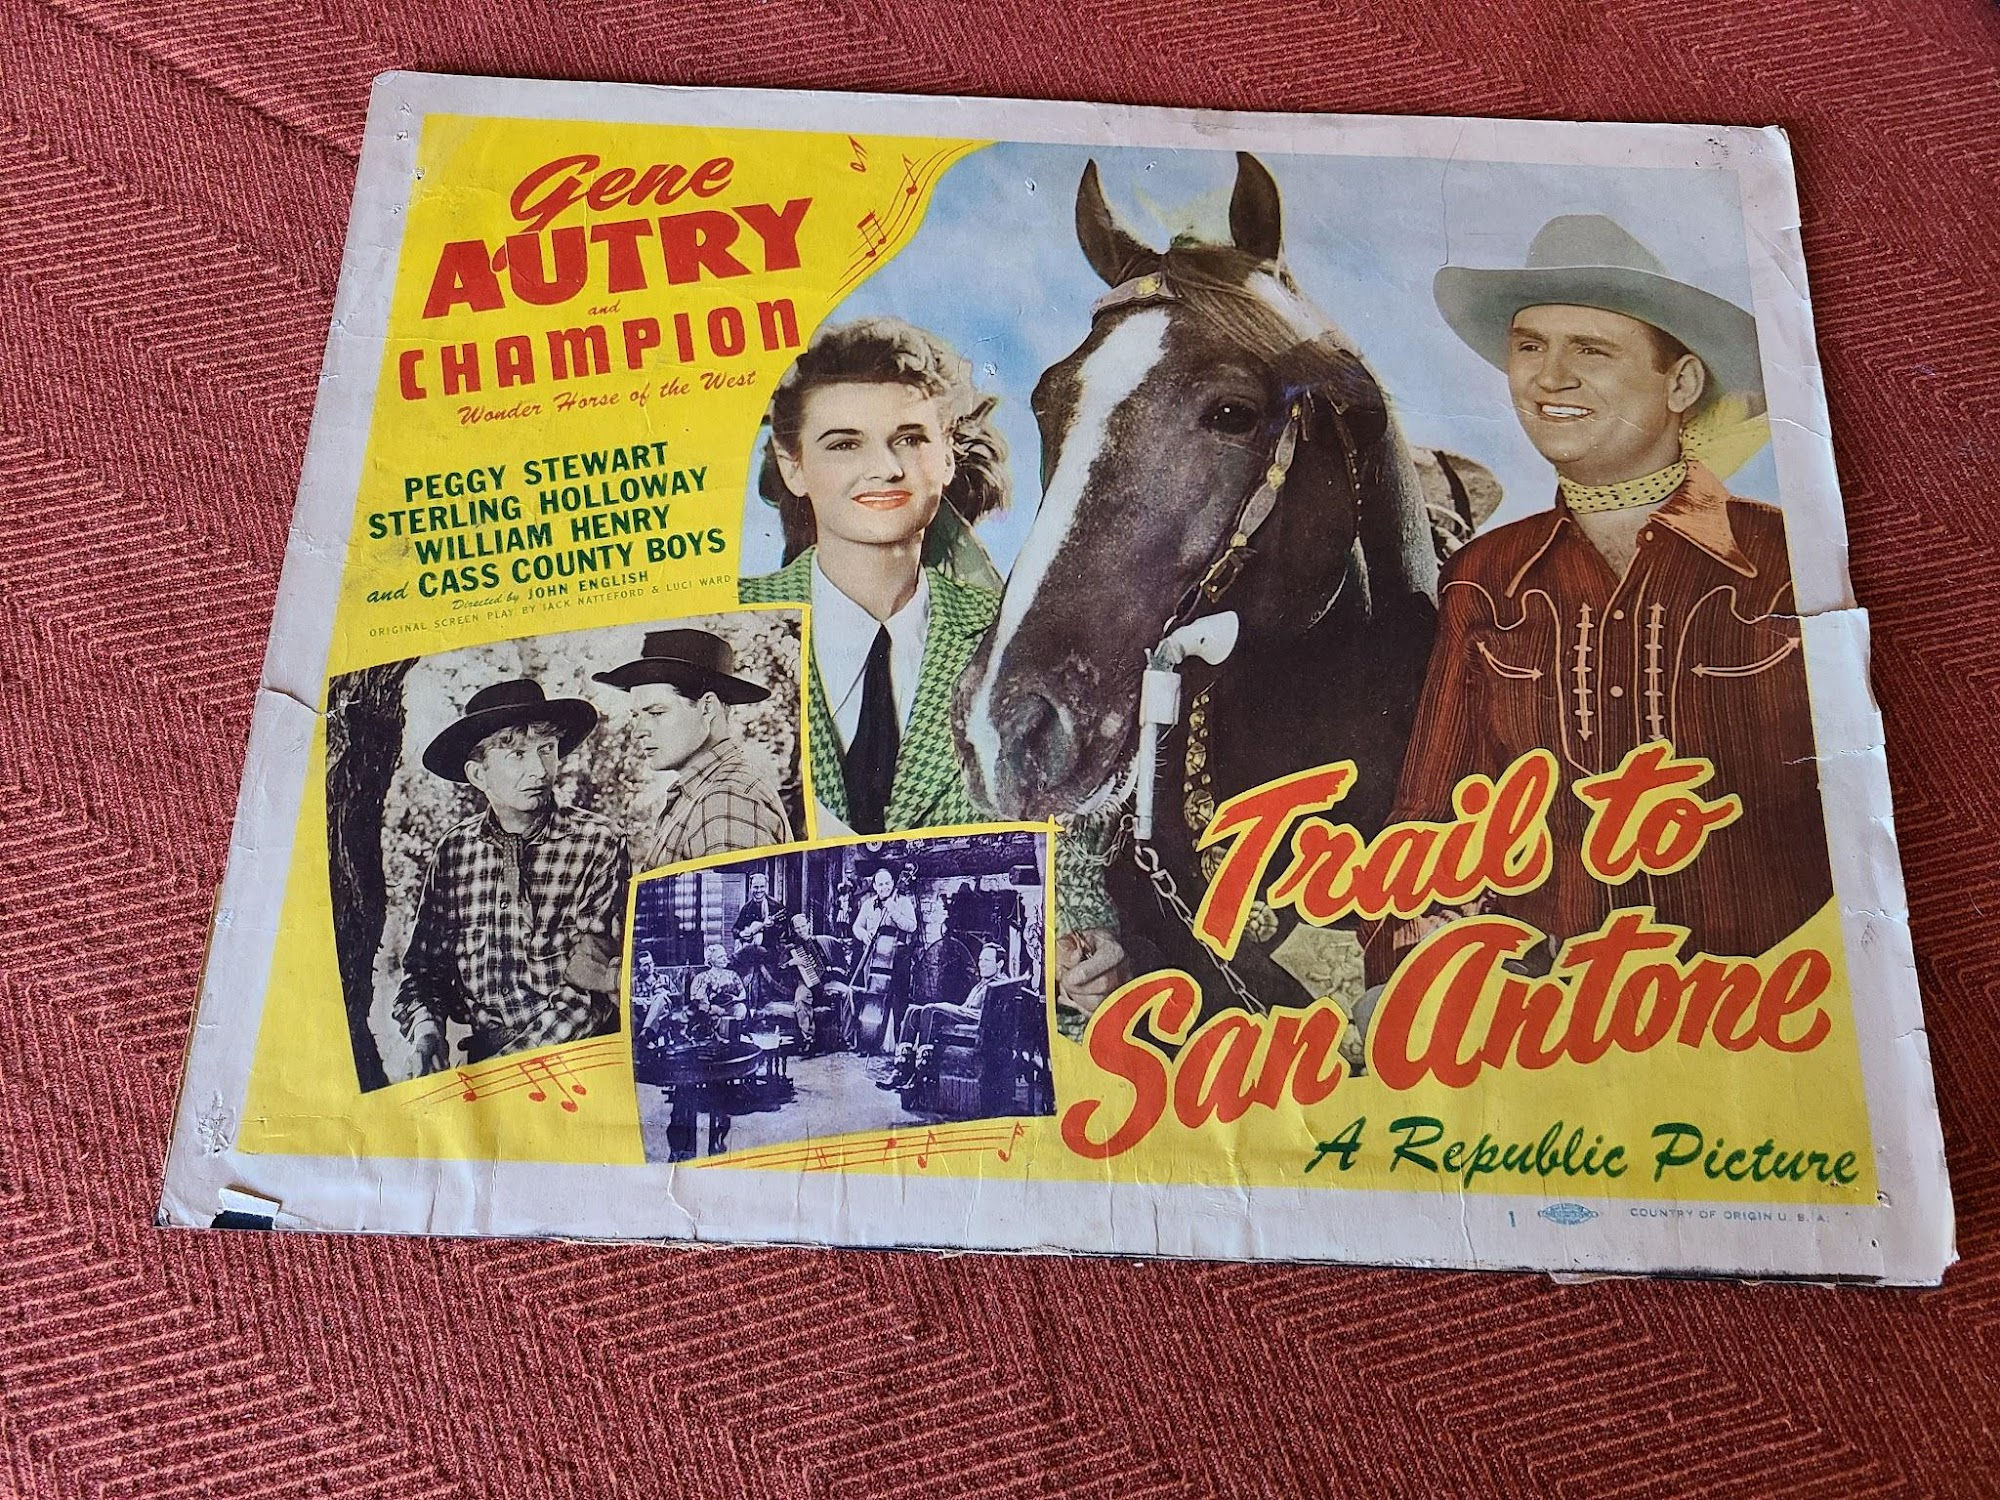 Gene
AUTRY
and
CHAMPION
Wonder Horse of the West
PEGGY STEWART
STERLING HOLLOWAY
WILLIAM HENRY
and CASS COUNTY BOYS
Directed by JOHN ENGLISH
ORIGINAL SCREEN PLAY BY JACK NATTEFORD & LUCI WARD
Trail to
San Antone
A Republic Picture
1
COUNTRY OF ORIGIN U. S. A.